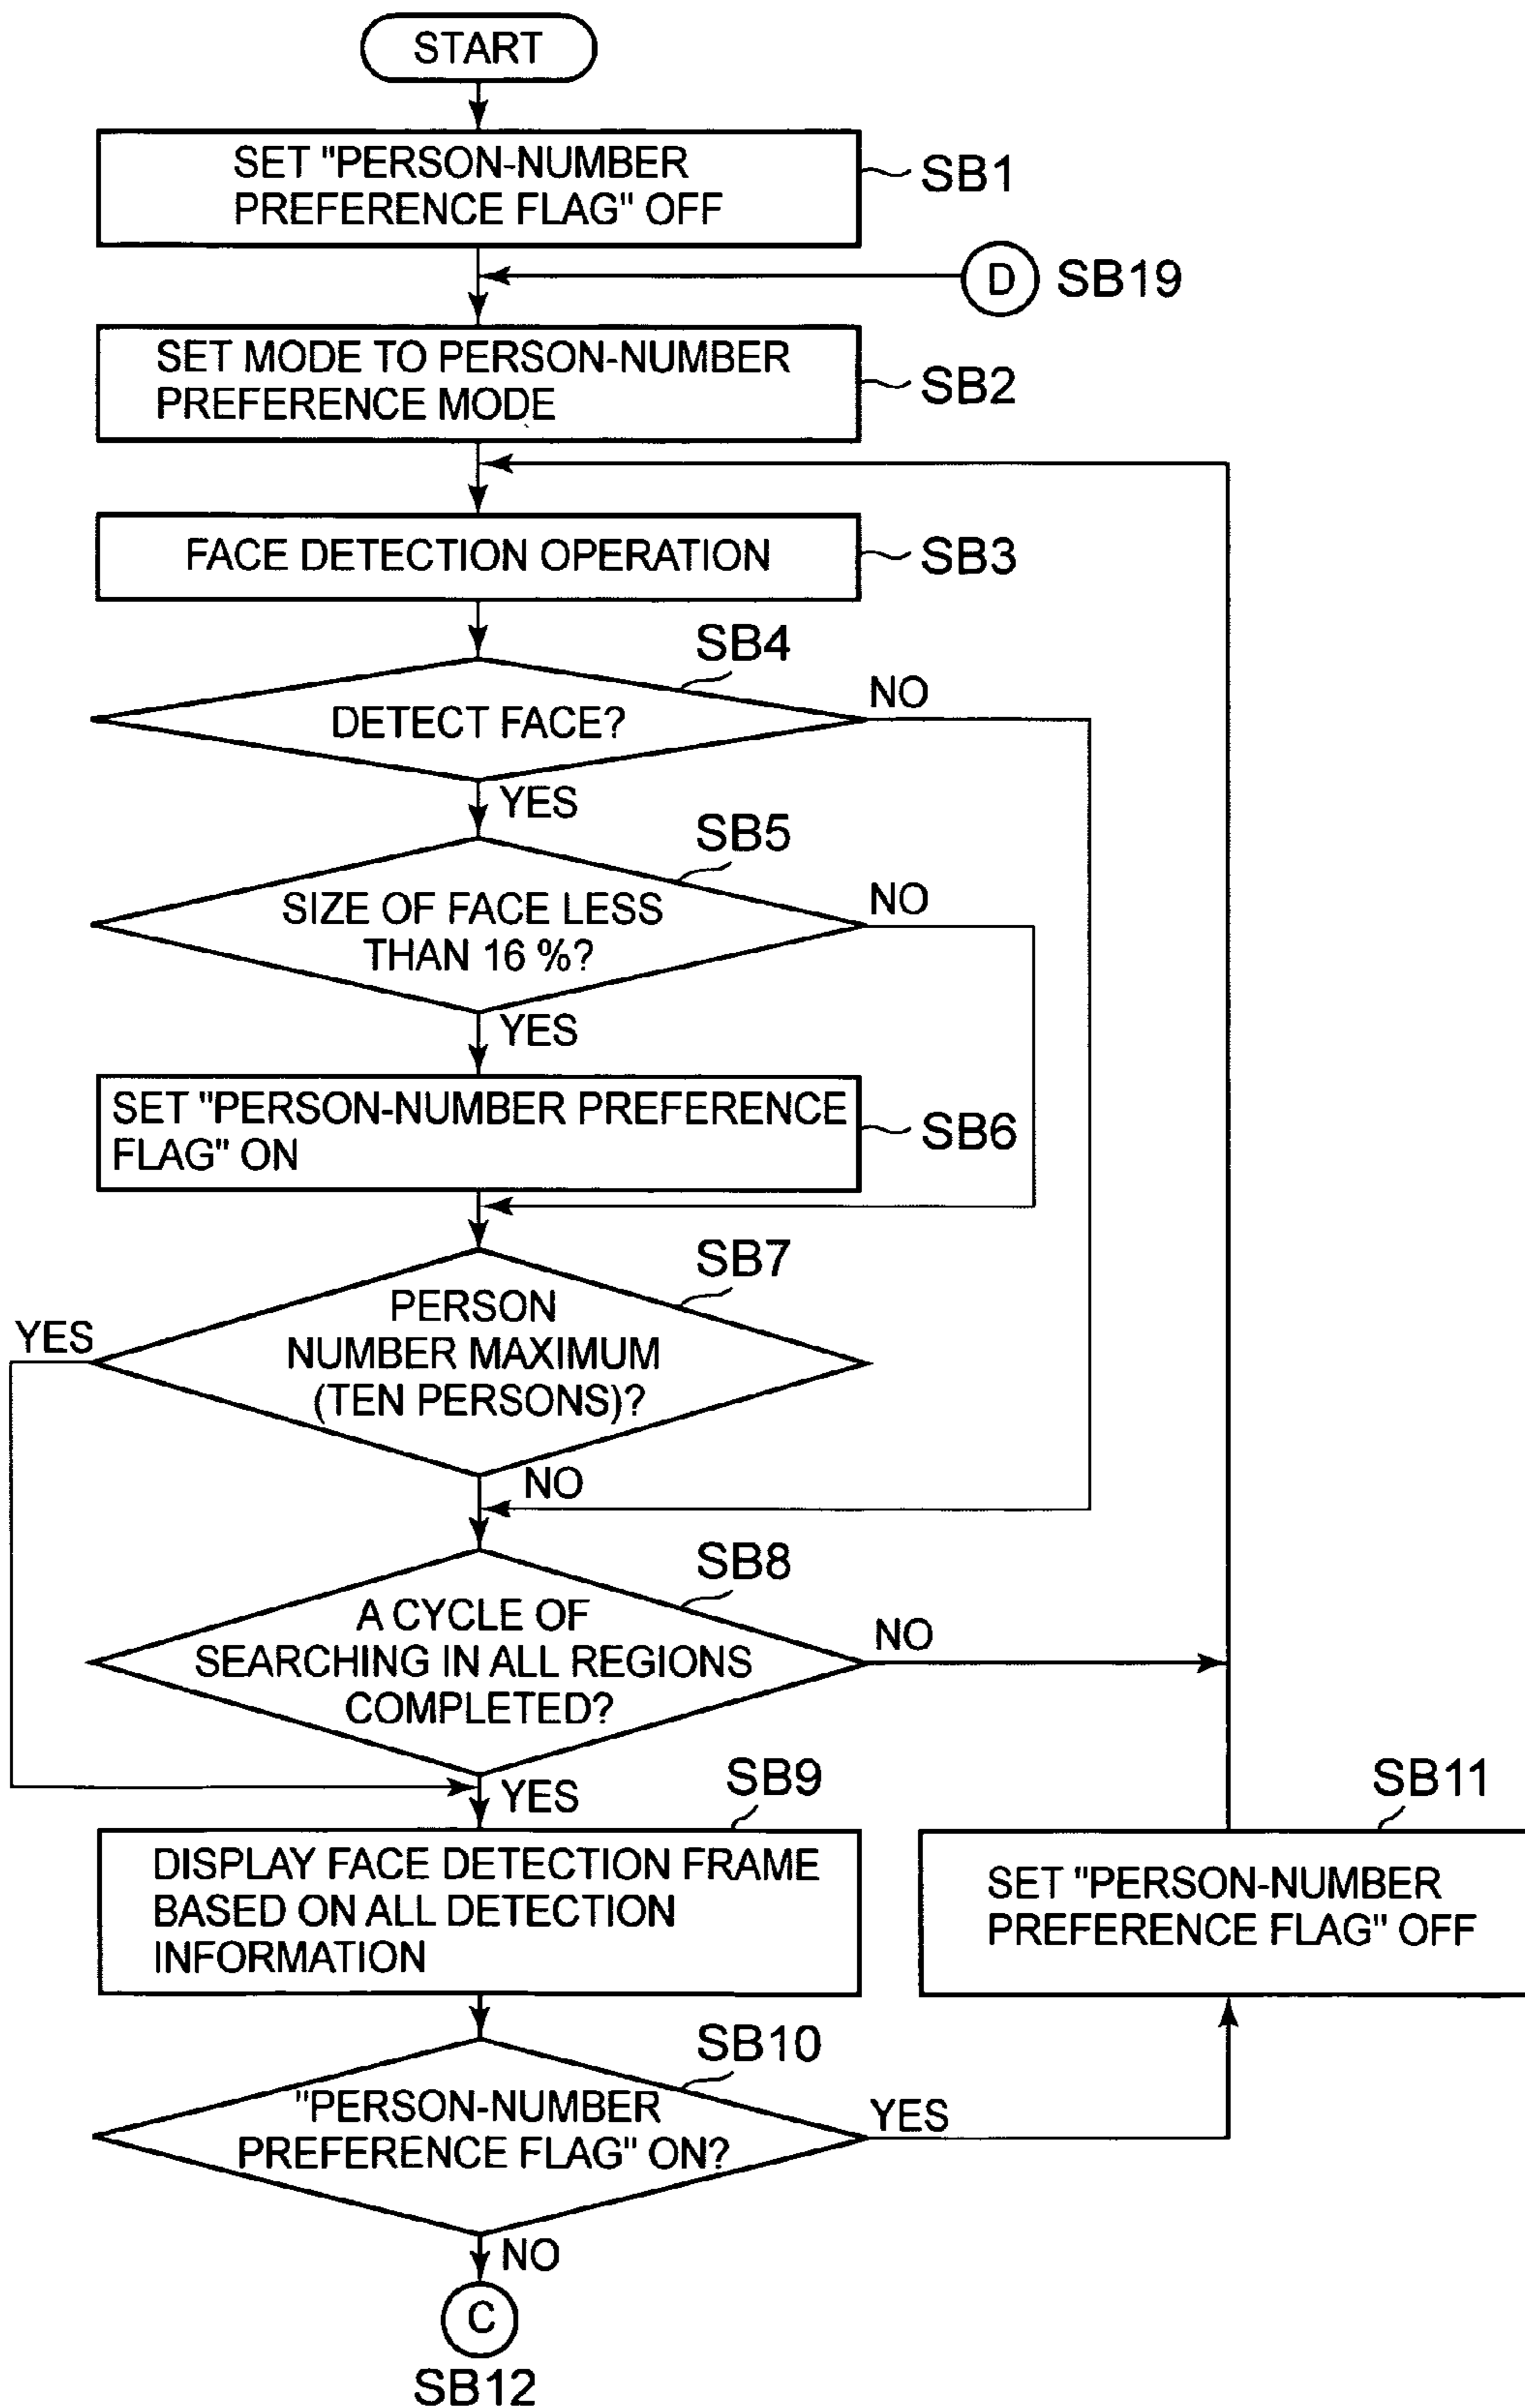 START
SET "PERSON-NUMBER
PREFERENCE FLAG" OFF
SB1
D
SB19
SET MODE TO PERSON-NUMBER
PREFERENCE MODE
SB2
FACE DETECTION OPERATION
SB3
SB4
DETECT FACE?
NO
YES
SB5
SIZE OF FACE LESS
THAN 16 %?
NO
YES
SET "PERSON-NUMBER PREFERENCE
FLAG" ON
SB6
SB7
PERSON
NUMBER MAXIMUM
(TEN PERSONS)?
YES
NO
SB8
A CYCLE OF
SEARCHING IN ALL REGIONS
COMPLETED?
NO
YES
SB9
DISPLAY FACE DETECTION FRAME
BASED ON ALL DETECTION
INFORMATION
SB11
SET "PERSON-NUMBER
PREFERENCE FLAG" OFF
SB10
"PERSON-NUMBER
PREFERENCE FLAG" ON?
YES
NO
C
SB12